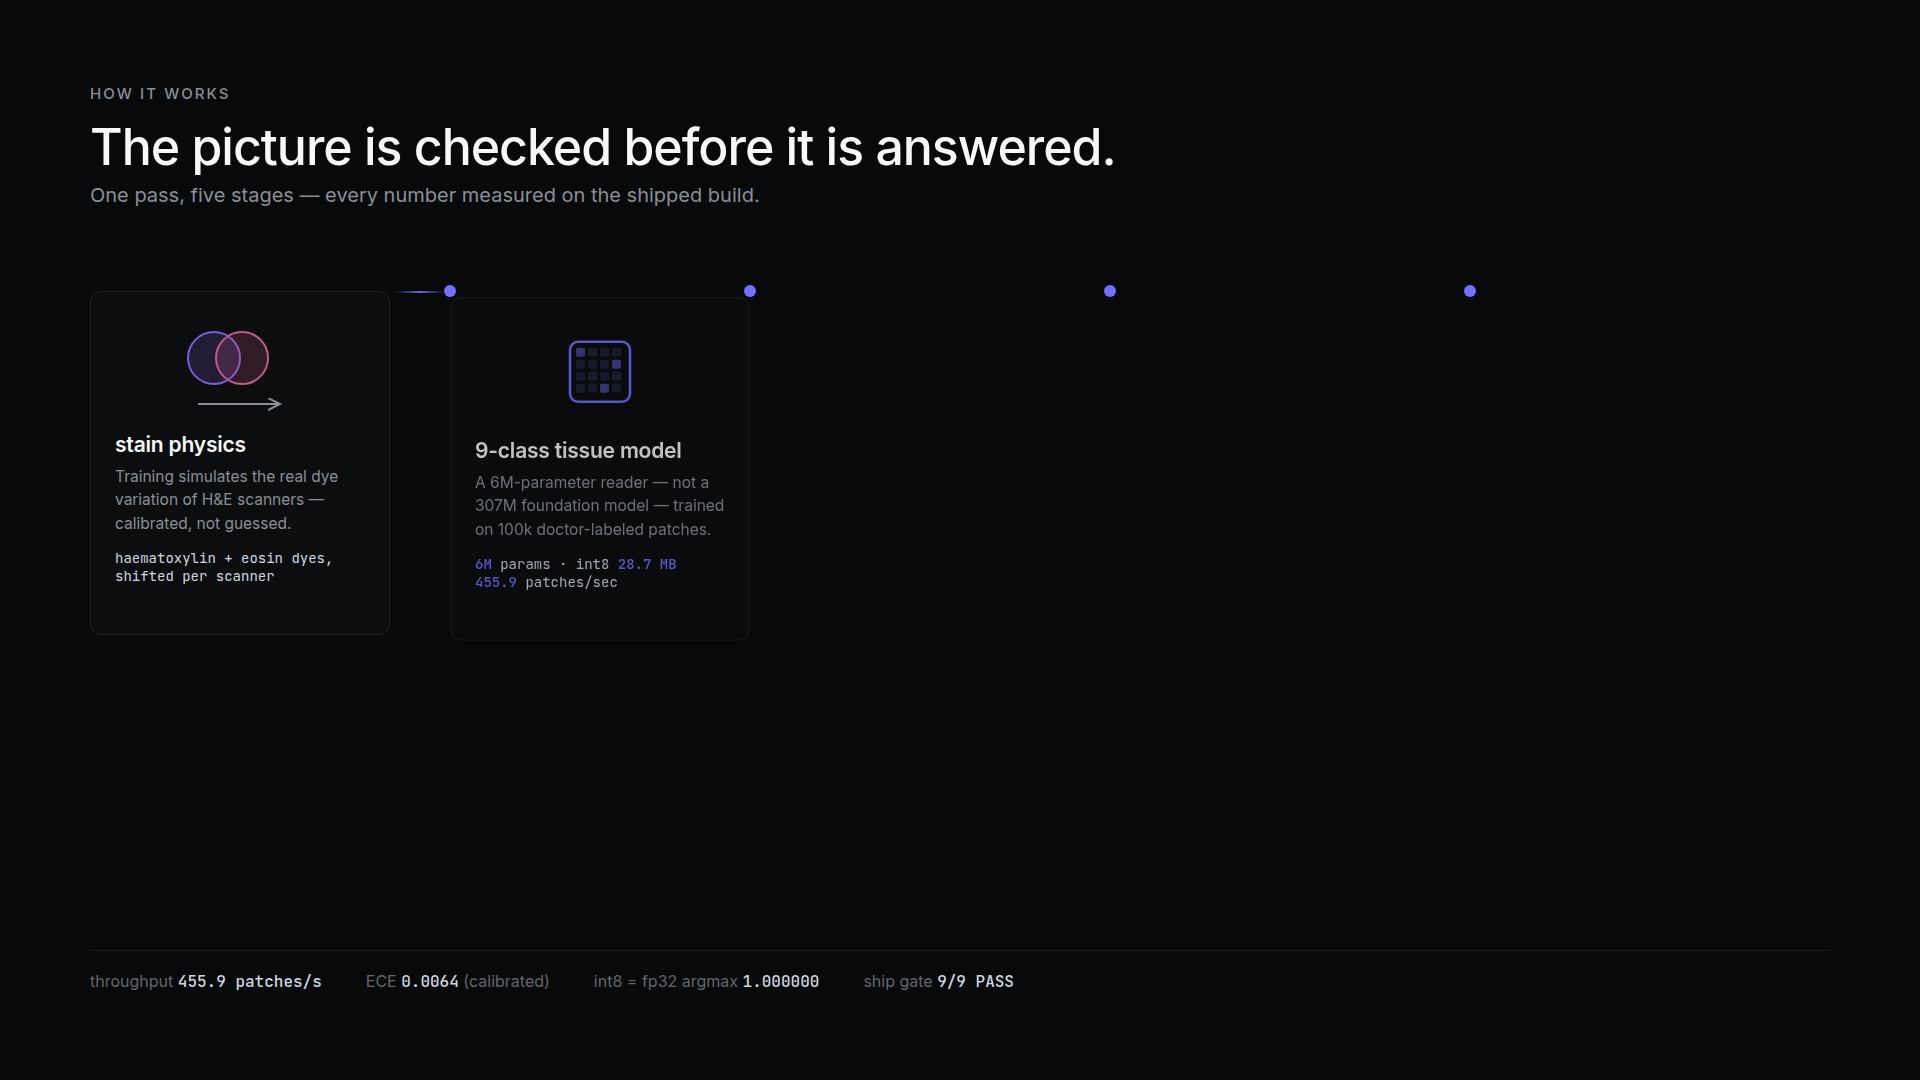 HOW IT WORKS
The picture is checked before it is answered.
One pass, five stages — every number measured on the shipped build.
stain physics
Training simulates the real dye
variation of H&E scanners —
calibrated, not guessed.
haematoxylin + eosin dyes,
shifted per scanner
9-class tissue model
A 6M-parameter reader — not a
307M foundation model — trained
on 100k doctor-labeled patches.
6M params · int8 28.7 MB
455.9 patches/sec
throughput 455.9 patches/s
ECE 0.0064 (calibrated)
int8 = fp32 argmax 1.000000
ship gate 9/9 PASS